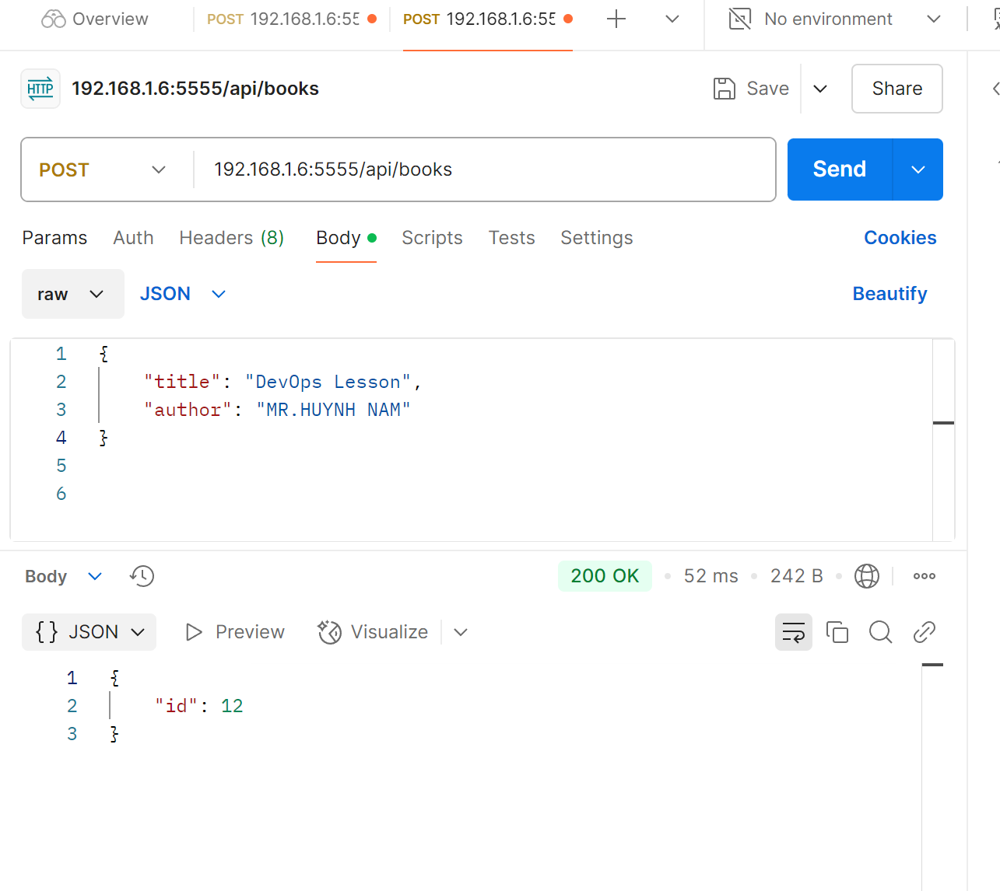 Overview POST 192.168.1.6:55 POST 192.168.1.6:55 No environment
HTTP 192.168.1.6:5555/api/books Save Share
POST 192.168.1.6:5555/api/books Send
Params Auth Headers (8) Body Scripts Tests Settings Cookies
raw JSON Beautify
1 {
2 "title": "DevOps Lesson",
3 "author": "MR.HUYNH NAM"
4 }
5
6
Body 200 OK 52 ms 242 B
{ } JSON Preview Visualize
1 {
2 "id": 12
3 }